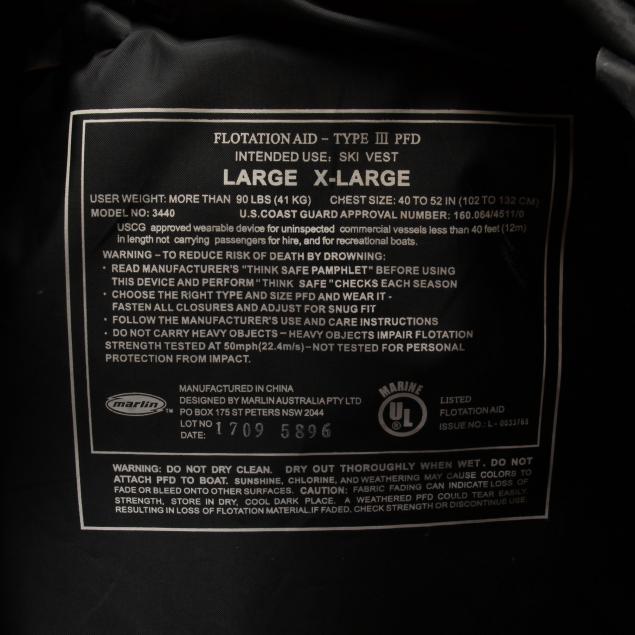 FLOTATION AID - TYPE III PFD
INTENDED USE: SKI VEST
LARGE X-LARGE
USER WEIGHT: MORE THAN 90 LBS (41 KG) CHEST SIZE: 40 TO 52 IN (102 TO 132 CM)
MODEL NO: 3440 U.S.COAST GUARD APPROVAL NUMBER: 160.064/4511/0
USCG approved wearable device for uninspected commercial vessels less than 40 feet (12m)
in length not carrying passengers for hire, and for recreational boats.
WARNING - TO REDUCE RISK OF DEATH BY DROWNING:
• READ MANUFACTURER'S "THINK SAFE PAMPHLET" BEFORE USING
THIS DEVICE AND PERFORM "THINK SAFE" CHECKS EACH SEASON
• CHOOSE THE RIGHT TYPE AND SIZE PFD AND WEAR IT -
FASTEN ALL CLOSURES AND ADJUST FOR SNUG FIT
• FOLLOW THE MANUFACTURER'S USE AND CARE INSTRUCTIONS
• DO NOT CARRY HEAVY OBJECTS - HEAVY OBJECTS IMPAIR FLOTATION
STRENGTH TESTED AT 50mph(22.4m/s) - NOT TESTED FOR PERSONAL
PROTECTION FROM IMPACT.
marlin TM
MANUFACTURED IN CHINA
DESIGNED BY MARLIN AUSTRALIA PTY LTD
PO BOX 175 ST PETERS NSW 2044
LOT NO
DATE: 1709 5896
MARINE
UL ®
LISTED
FLOTATION AID
ISSUE NO.: L - 0033765
WARNING: DO NOT DRY CLEAN. DRY OUT THOROUGHLY WHEN WET. DO NOT
ATTACH PFD TO BOAT. SUNSHINE, CHLORINE, AND WEATHERING MAY CAUSE COLORS TO
FADE OR BLEED ONTO OTHER SURFACES. CAUTION: FABRIC FADING CAN INDICATE LOSS OF
STRENGTH, STORE IN DRY, COOL DARK PLACE. A WEATHERED PFD COULD TEAR EASILY,
RESULTING IN LOSS OF FLOTATION MATERIAL.IF FADED. CHECK STRENGTH OR DISCONTINUE USE.